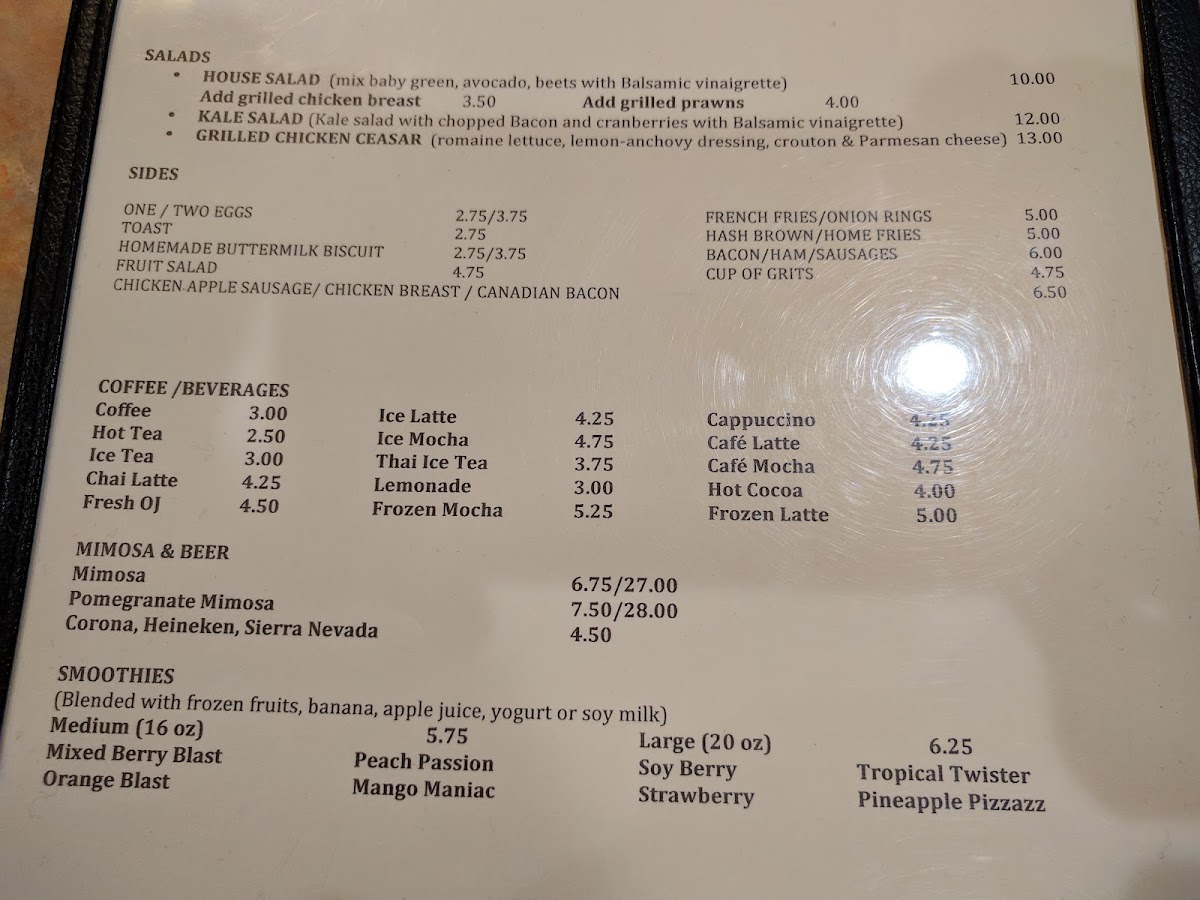 SALADS
• HOUSE SALAD (mix baby green, avocado, beets with Balsamic vinaigrette) 10.00
Add grilled chicken breast 3.50 Add grilled prawns 4.00
• KALE SALAD (Kale salad with chopped Bacon and cranberries with Balsamic vinaigrette) 12.00
• GRILLED CHICKEN CEASAR (romaine lettuce, lemon-anchovy dressing, crouton & Parmesan cheese) 13.00
SIDES
ONE / TWO EGGS 2.75/3.75 FRENCH FRIES/ONION RINGS 5.00
TOAST 2.75 HASH BROWN/HOME FRIES 5.00
HOMEMADE BUTTERMILK BISCUIT 2.75/3.75 BACON/HAM/SAUSAGES 6.00
FRUIT SALAD 4.75 CUP OF GRITS 4.75
CHICKEN APPLE SAUSAGE/ CHICKEN BREAST / CANADIAN BACON 6.50
COFFEE /BEVERAGES
Coffee 3.00 Ice Latte 4.25 Cappuccino 4.25
Hot Tea 2.50 Ice Mocha 4.75 Café Latte 4.25
Ice Tea 3.00 Thai Ice Tea 3.75 Café Mocha 4.75
Chai Latte 4.25 Lemonade 3.00 Hot Cocoa 4.00
Fresh OJ 4.50 Frozen Mocha 5.25 Frozen Latte 5.00
MIMOSA & BEER
Mimosa 6.75/27.00
Pomegranate Mimosa 7.50/28.00
Corona, Heineken, Sierra Nevada 4.50
SMOOTHIES
(Blended with frozen fruits, banana, apple juice, yogurt or soy milk)
Medium (16 oz) 5.75 Large (20 oz) 6.25
Mixed Berry Blast Peach Passion Soy Berry Tropical Twister
Orange Blast Mango Maniac Strawberry Pineapple Pizzazz